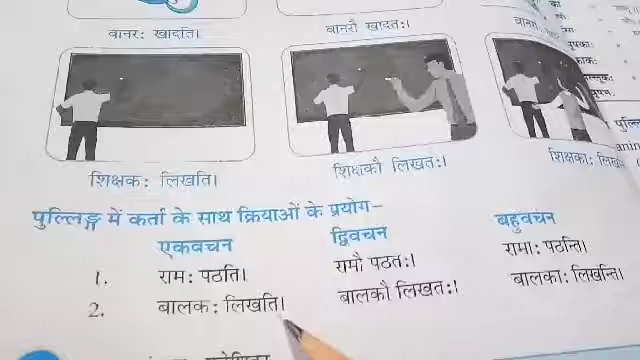 वानरः खादति।
वानरौ खादतः।
शिक्षकः लिखति।
शिक्षकौ लिखतः।
शिक्षकाः
पुल्लिङ्ग में कर्ता के साथ क्रियाओं के प्रयोग–
एकवचन द्विवचन बहुवचन
1. रामः पठति। रामौ पठतः। रामाः पठन्ति।
2. बालकः लिखति। बालकौ लिखतः। बालकाः लिखन्ति।